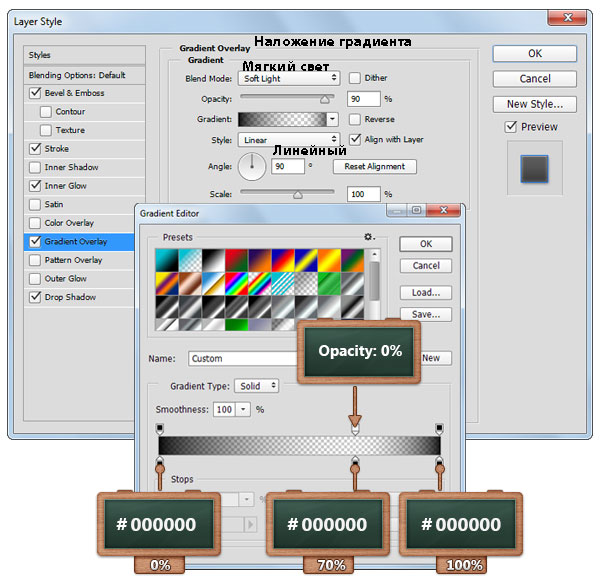 Layer Style
Styles
Blending Options: Default
Bevel & Emboss
Contour
Texture
Stroke
Inner Shadow
Inner Glow
Satin
Color Overlay
Gradient Overlay
Pattern Overlay
Outer Glow
Drop Shadow
Gradient Overlay Наложение градиента
Gradient
Мягкий свет
Blend Mode: Soft Light Dither
Opacity: 90 %
Gradient: Reverse
Style: Linear Align with Layer
Линейный
Angle: 90 ° Reset Alignment
Scale: 100 %
OK
Cancel
New Style...
Preview
Gradient Editor
Presets
OK
Cancel
Load...
Save...
Opacity: 0%
Name: Custom New
Gradient Type: Solid
Smoothness: 100 %
Stops
# 000000 # 000000 # 000000
0% 70% 100%